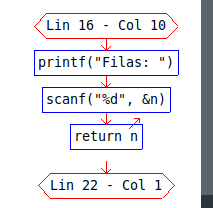 Lin 16 - Col 10
printf("Filas: ")
scanf("%d", &n)
return n
Lin 22 - Col 1